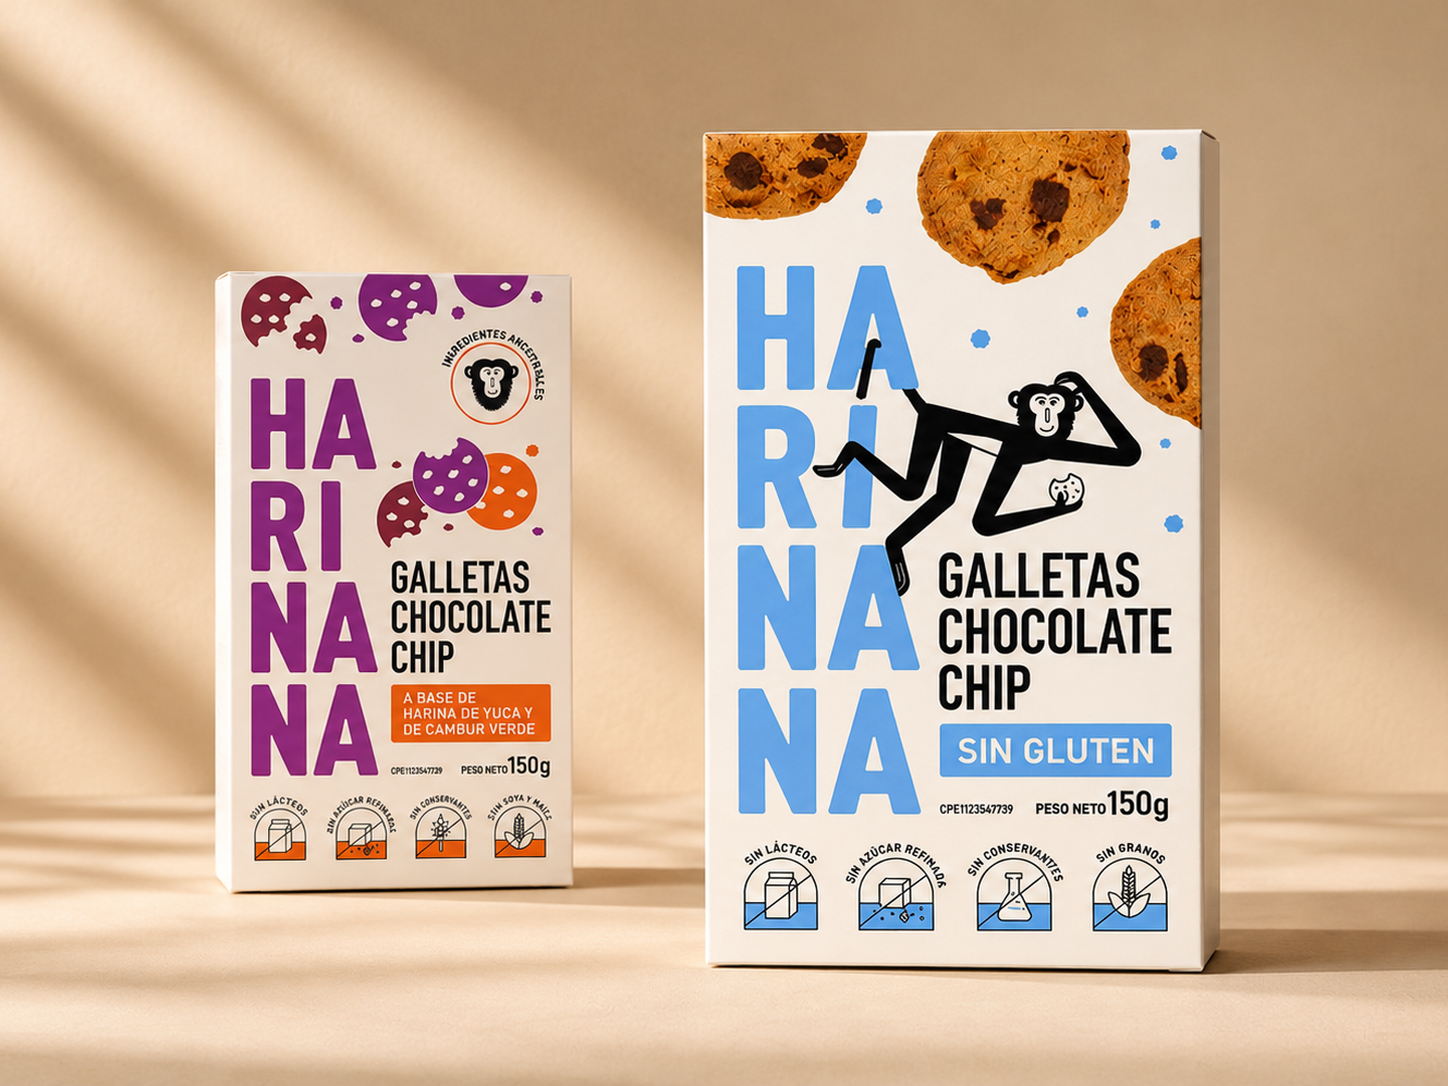 INGREDIENTES ANCESTRALES
HA
RI
NA
NA
GALLETAS
CHOCOLATE
CHIP
A BASE DE
HARINA DE YUCA Y
DE CAMBUR VERDE
CPE1123547739
PESO NETO 150g
SIN LÁCTEOS
SIN AZÚCAR REFINADA
SIN CONSERVANTES
SIN SOYA Y MAÍZ
HA
RI
NA
NA
GALLETAS
CHOCOLATE
CHIP
SIN GLUTEN
CPE1123547739
PESO NETO 150g
SIN LÁCTEOS
SIN AZÚCAR REFINADA
SIN CONSERVANTES
SIN GRANOS